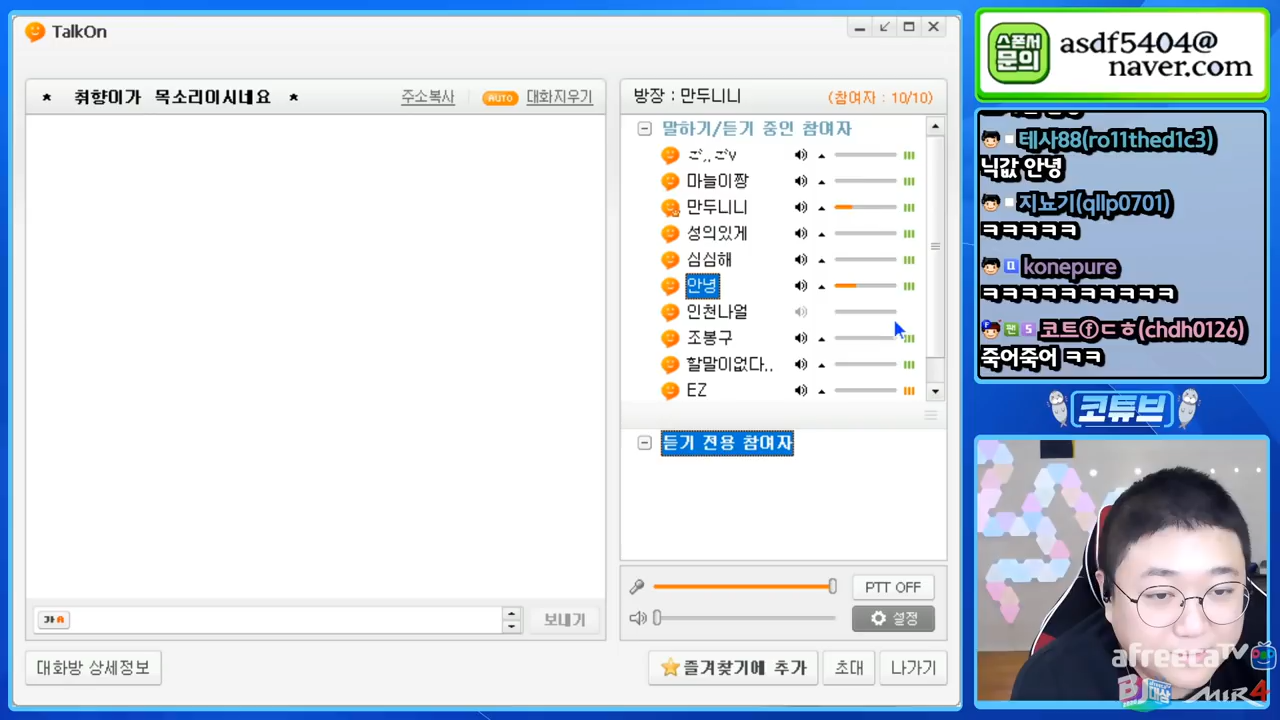 TalkOn
★ 취향이가 목소리이시네요 ★
주소복사
AUTO 대화지우기
방장 : 만두니니
(참여자 : 10/10)
말하기/듣기 중인 참여자
마늘이짱
만두니니
성의있게
심심해
안녕
인천나얼
조봉구
할말이없다..
EZ
듣기 전용 참여자
PTT OFF
설정
가A
보내기
대화방 상세정보
즐겨찾기에 추가
초대
나가기
스폰서
문의
asdf5404@
naver.com
테사88(ro11thed1c3)
닉값 안녕
지뇨기(qllp0701)
ㅋㅋㅋㅋㅋ
konepure
ㅋㅋㅋㅋㅋㅋㅋㅋㅋㅋ
팬 S 코트ⓕㄷㅎ(chdh0126)
죽어죽어 ㅋㅋ
코튜브
afreecaTV
BJ대상
MIR4